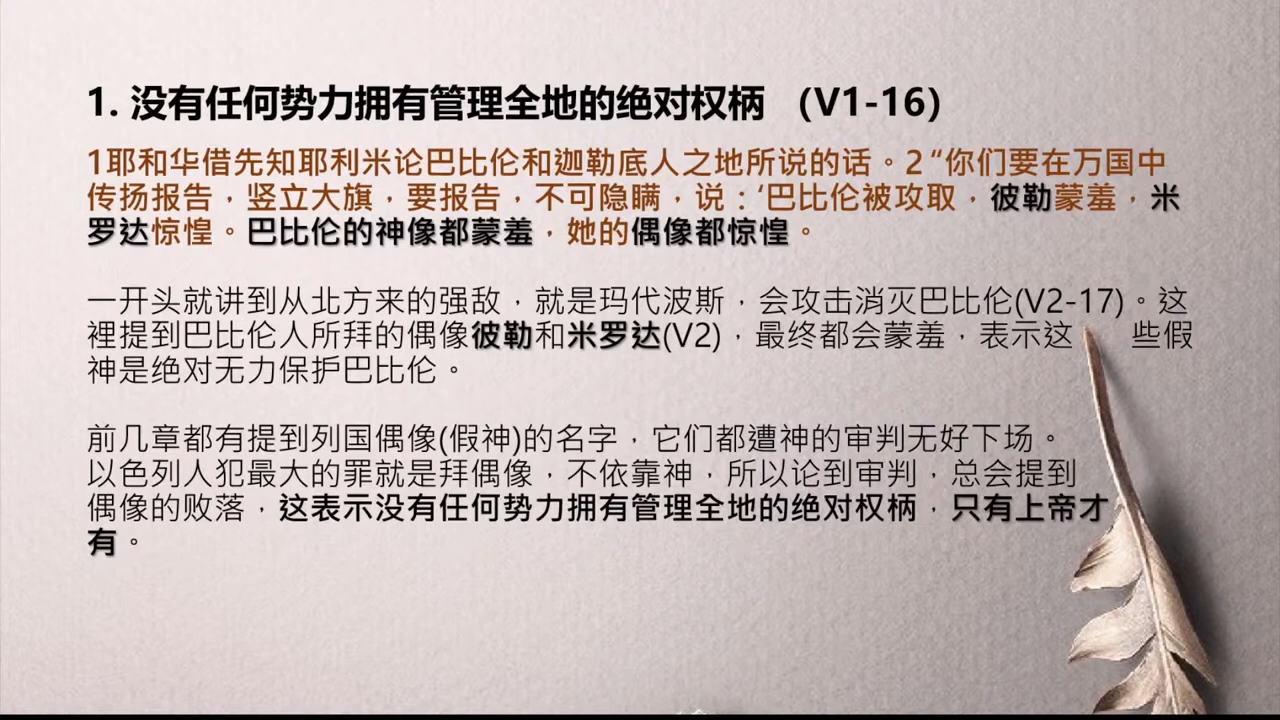 1. 没有任何势力拥有管理全地的绝对权柄 (V1-16)
1耶和华借先知耶利米论巴比伦和迦勒底人之地所说的话。2 “你们要在万国中
传扬报告，竖立大旗，要报告，不可隐瞒，说：‘巴比伦被攻取，彼勒蒙羞，米
罗达惊惶。巴比伦的神像都蒙羞，她的偶像都惊惶。
一开头就讲到从北方来的强敌，就是玛代波斯，会攻击消灭巴比伦(V2-17)。这
裡提到巴比伦人所拜的偶像彼勒和米罗达(V2)，最终都会蒙羞，表示这 些假
神是绝对无力保护巴比伦。
前几章都有提到列国偶像(假神)的名字，它们都遭神的审判无好下场。
以色列人犯最大的罪就是拜偶像，不依靠神，所以论到审判，总会提到
偶像的败落，这表示没有任何势力拥有管理全地的绝对权柄，只有上帝才
有。